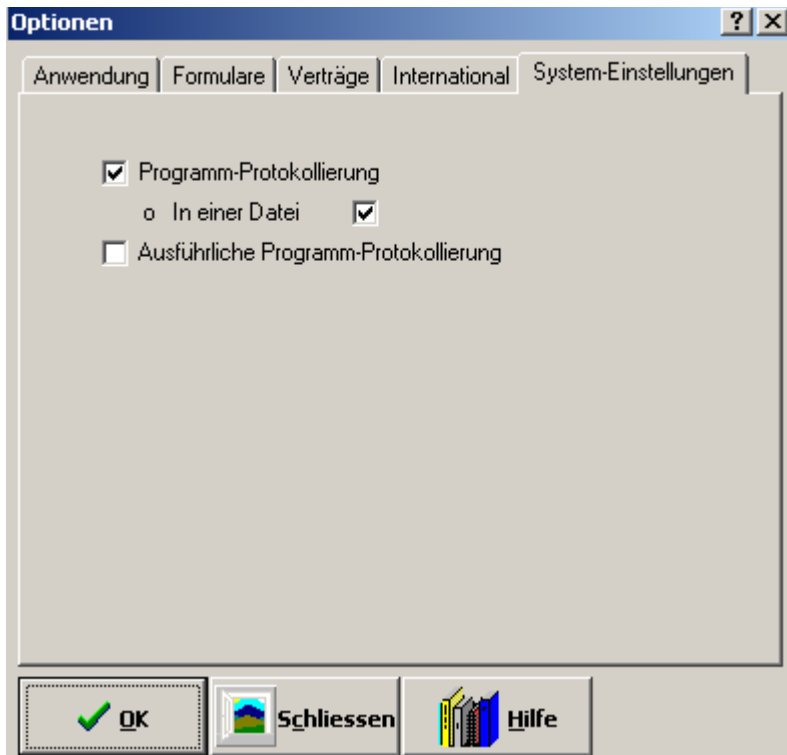 Optionen
Anwendung Formulare Verträge International System-Einstellungen
Programm-Protokollierung
o In einer Datei
Ausführliche Programm-Protokollierung
OK Schliessen Hilfe